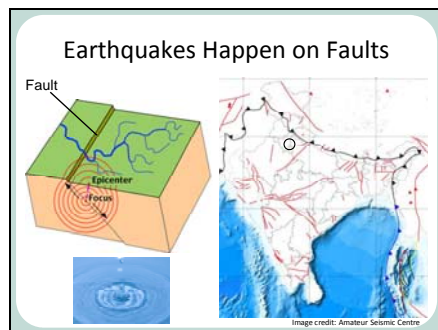 Earthquakes Happen on Faults
Fault
Epicenter
Focus
Image credit: Amateur Seismic Centre